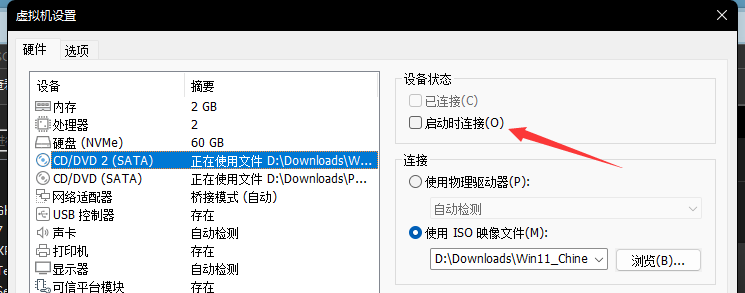 虚拟机设置
硬件 选项
设备 摘要
内存 2 GB
处理器 2
硬盘 (NVMe) 60 GB
CD/DVD 2 (SATA) 正在使用文件 D:\Downloads\W...
CD/DVD (SATA) 正在使用文件 D:\Downloads\P...
网络适配器 桥接模式 (自动)
USB 控制器 存在
声卡 自动检测
打印机 存在
显示器 自动检测
可信平台模块 存在
设备状态
已连接(C)
启动时连接(O)
连接
使用物理驱动器(P):
自动检测
使用 ISO 映像文件(M):
D:\Downloads\Win11_Chine
浏览(B)...